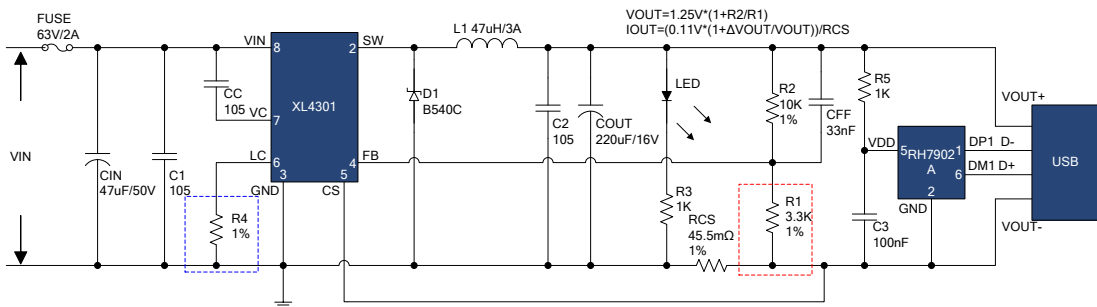 FUSE
63V/2A
L1 47uH/3A
VOUT=1.25V*(1+R2/R1)
IOUT=(0.11V*(1+ΔVOUT/VOUT))/RCS
VIN
8
2
SW
CC
105
VC
7
XL4301
D1
B540C
LED
R2
10K
1%
CFF
33nF
R5
1K
VOUT+
VIN
CIN
47uF/50V
C1
105
LC
6
4
FB
3
GND
5
CS
R4
1%
C2
105
COUT
220uF/16V
R3
1K
RCS
45.5mΩ
1%
R1
3.3K
1%
VDD
5
RH7902
A
1
DP1 D-
6
DM1 D+
2
GND
USB
C3
100nF
VOUT-